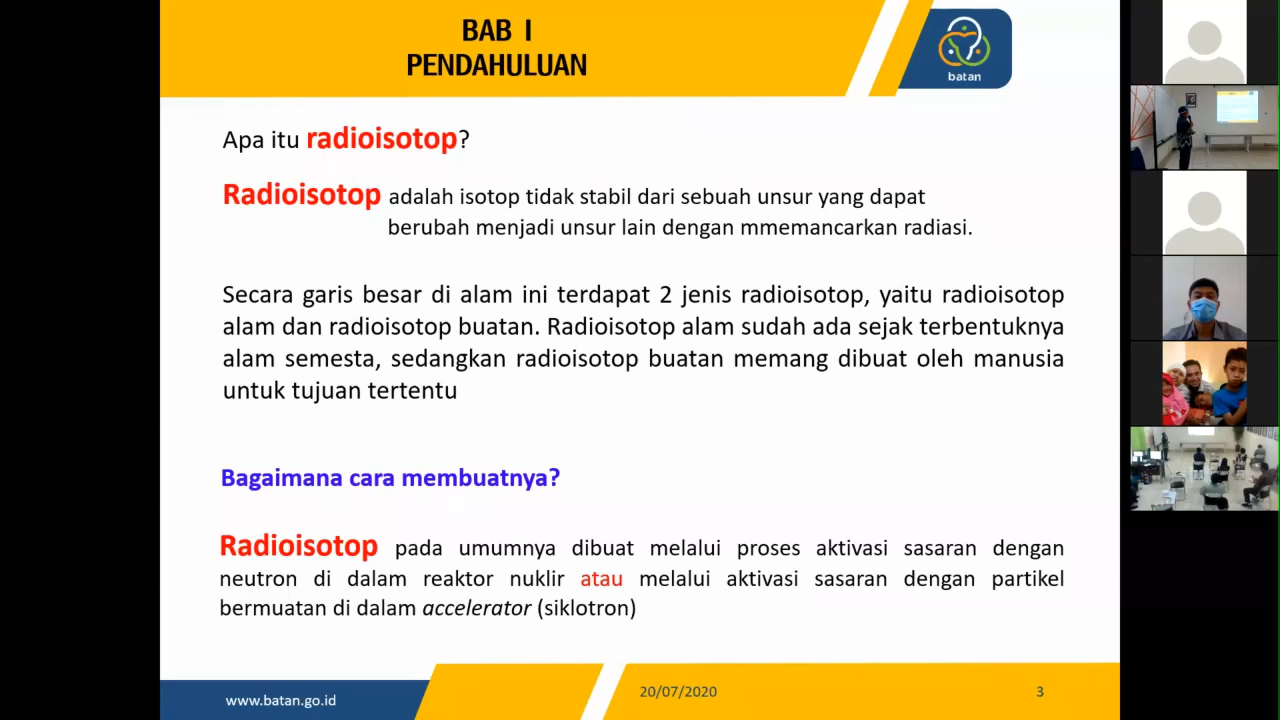 BAB I
PENDAHULUAN
batan
Apa itu radioisotop?
Radioisotop adalah isotop tidak stabil dari sebuah unsur yang dapat
berubah menjadi unsur lain dengan mmemancarkan radiasi.
Secara garis besar di alam ini terdapat 2 jenis radioisotop, yaitu radioisotop
alam dan radioisotop buatan. Radioisotop alam sudah ada sejak terbentuknya
alam semesta, sedangkan radioisotop buatan memang dibuat oleh manusia
untuk tujuan tertentu
Bagaimana cara membuatnya?
Radioisotop pada umumnya dibuat melalui proses aktivasi sasaran dengan
neutron di dalam reaktor nuklir atau melalui aktivasi sasaran dengan partikel
bermuatan di dalam accelerator (siklotron)
www.batan.go.id
20/07/2020
3